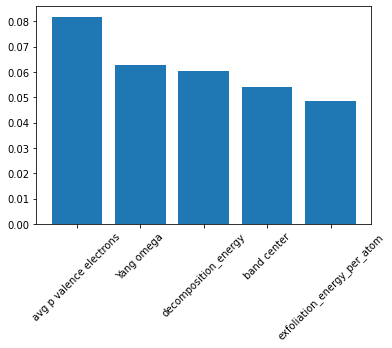 0.08
0.07
0.06
0.05
0.04
0.03
0.02
0.01
0.00
avg p valence electrons
Yang omega
decomposition_energy
band center
exfoliation_energy_per_atom